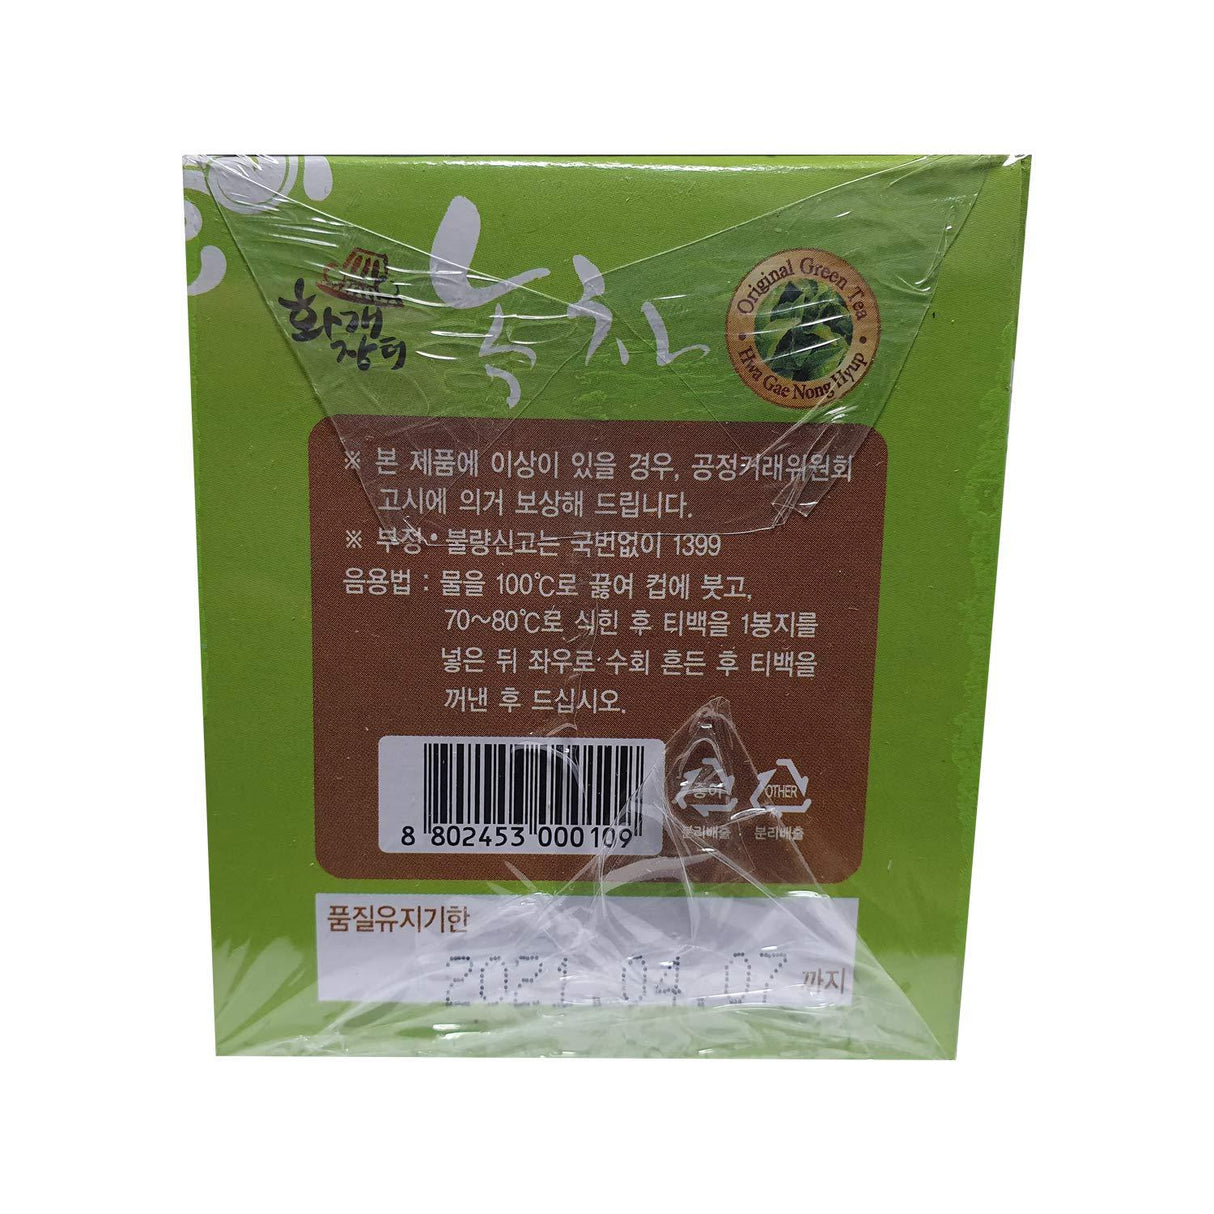 화개
장터
녹차
Original Green Tea
• Hwa Gae Nong Hyup •
※ 본 제품에 이상이 있을 경우, 공정거래위원회
고시에 의거 보상해 드립니다.
※ 부정•불량신고는 국번없이 1399
음용법 : 물을 100℃로 끓여 컵에 붓고,
70~80℃로 식힌 후 티백을 1봉지를
넣은 뒤 좌우로 수회 흔든 후 티백을
꺼낸 후 드십시오.
8 802453 000109
종이
분리배출
OTHER
분리배출
품질유지기한
2021.04.07 까지